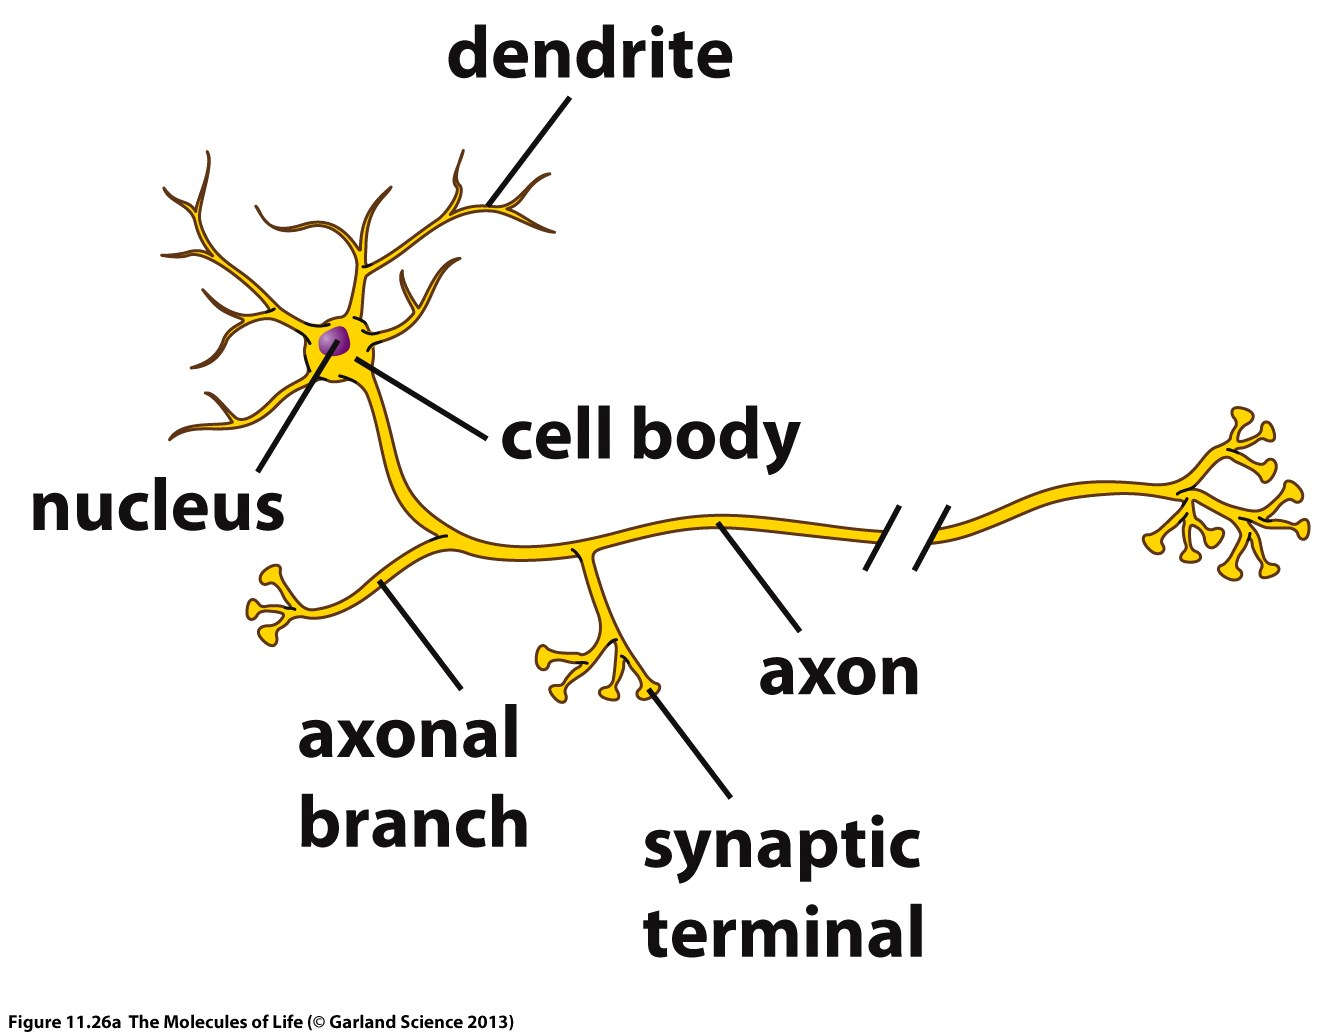 dendrite
cell body
nucleus
axon
axonal
branch
synaptic
terminal
Figure 11.26a  The Molecules of Life (© Garland Science 2013)